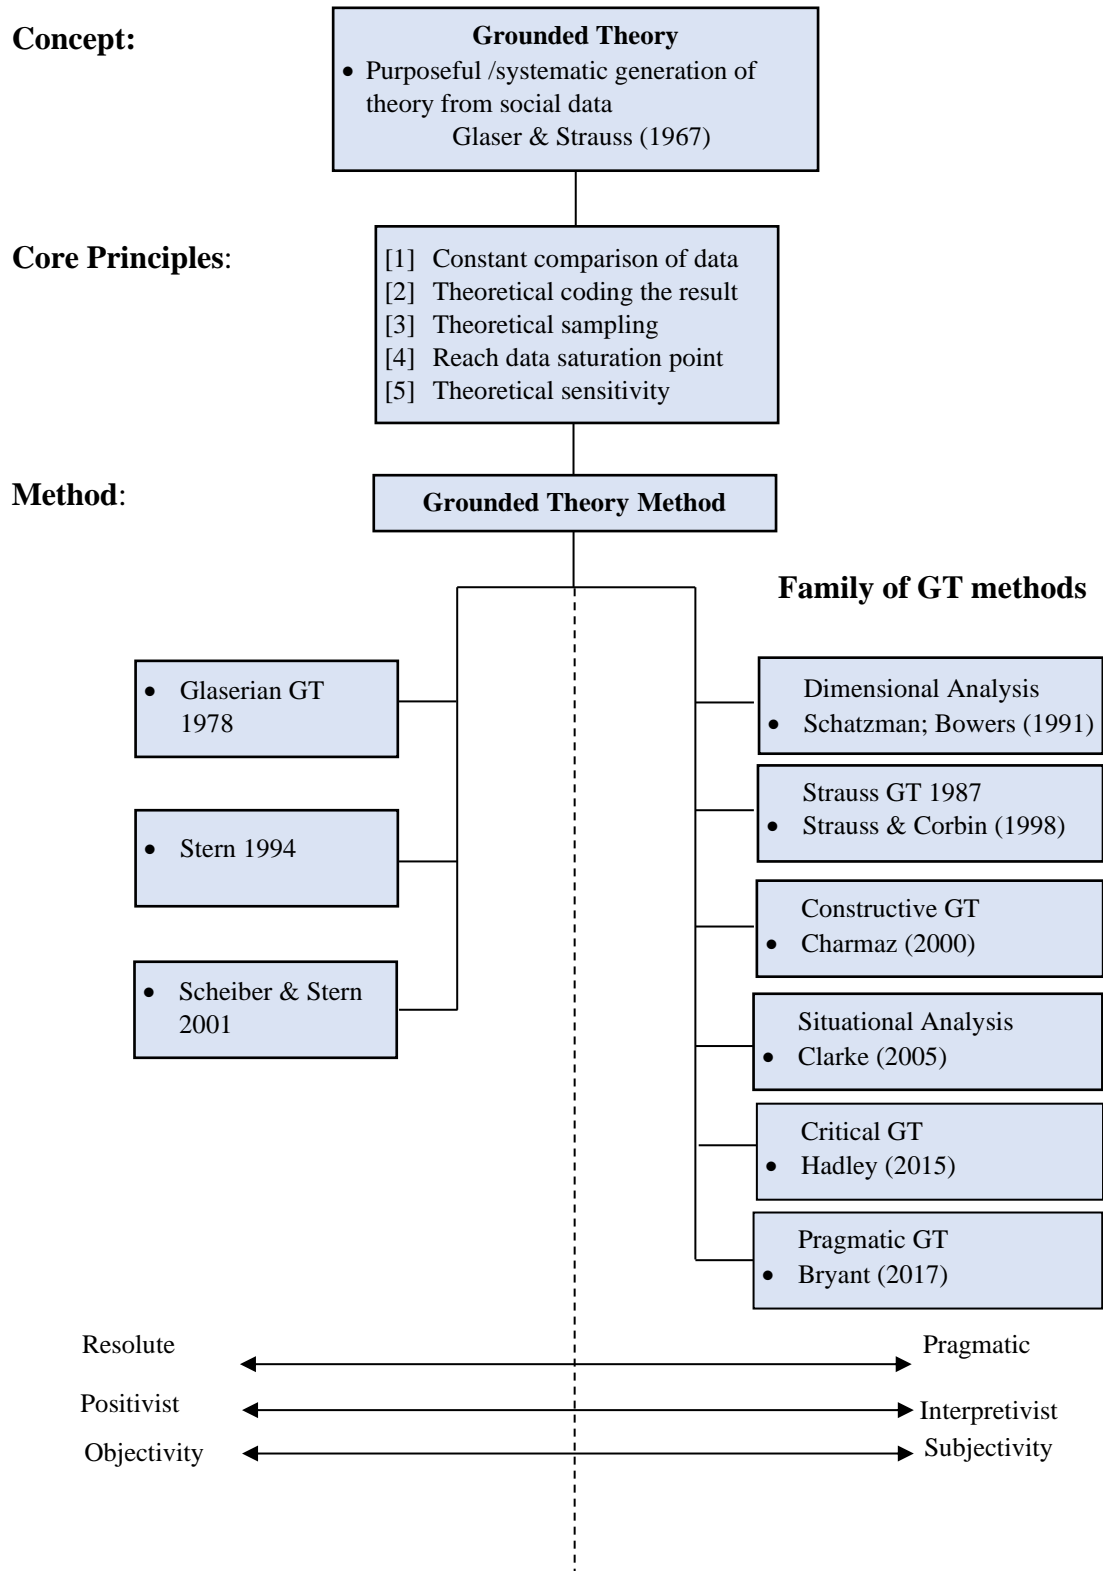 Concept:
Grounded Theory
• Purposeful /systematic generation of
theory from social data
Glaser & Strauss (1967)
Core Principles:
[1] Constant comparison of data
[2] Theoretical coding the result
[3] Theoretical sampling
[4] Reach data saturation point
[5] Theoretical sensitivity
Method:
Grounded Theory Method
Family of GT methods
• Glaserian GT
1978
• Stern 1994
• Scheiber & Stern
2001
Dimensional Analysis
• Schatzman; Bowers (1991)
Strauss GT 1987
• Strauss & Corbin (1998)
Constructive GT
• Charmaz (2000)
Situational Analysis
• Clarke (2005)
Critical GT
• Hadley (2015)
Pragmatic GT
• Bryant (2017)
Resolute
Pragmatic
Positivist
Interpretivist
Objectivity
Subjectivity